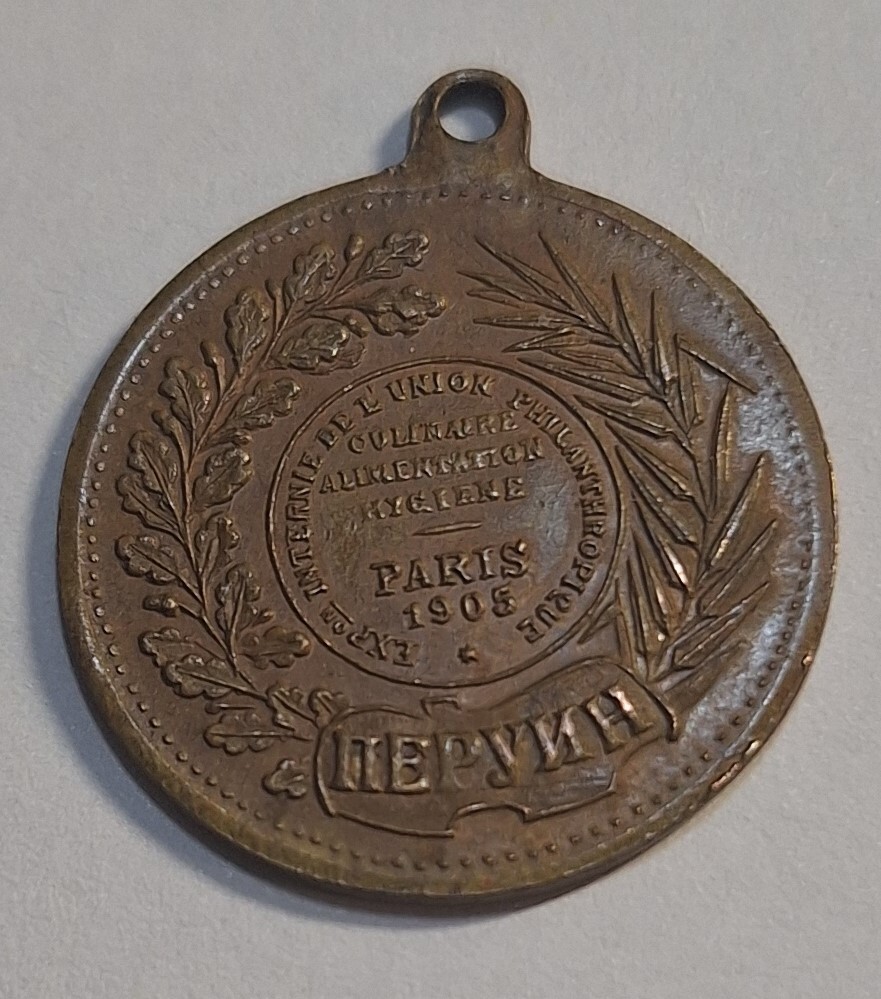 EXPᵒⁿ INTERNLE DE L'UNION PHILANTHROPIQUE
CULINAIRE
ALIMENTATION
HYGIENE
PARIS
1905
ПЕРУИН